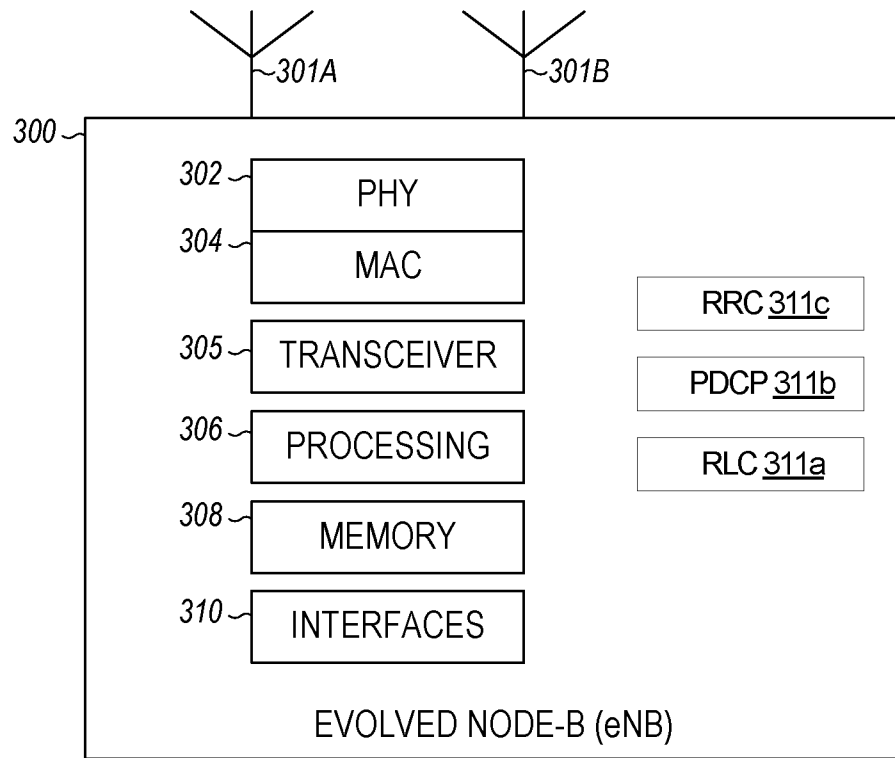 301A
301B
300
302
PHY
304
MAC
RRC 311c
305
TRANSCEIVER
PDCP 311b
306
PROCESSING
RLC 311a
308
MEMORY
310
INTERFACES
EVOLVED NODE-B (eNB)